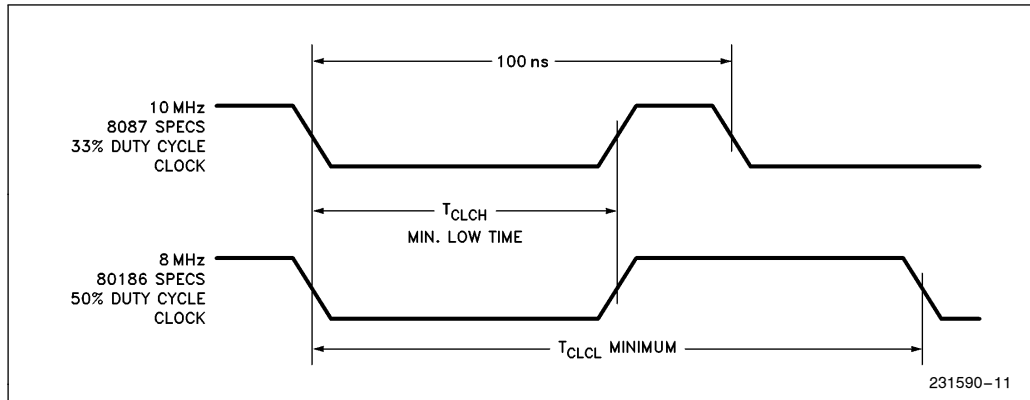 100 ns
10 MHz
8087 SPECS
33% DUTY CYCLE
CLOCK
TCLCH
MIN. LOW TIME
8 MHz
80186 SPECS
50% DUTY CYCLE
CLOCK
TCLCL MINIMUM
231590-11